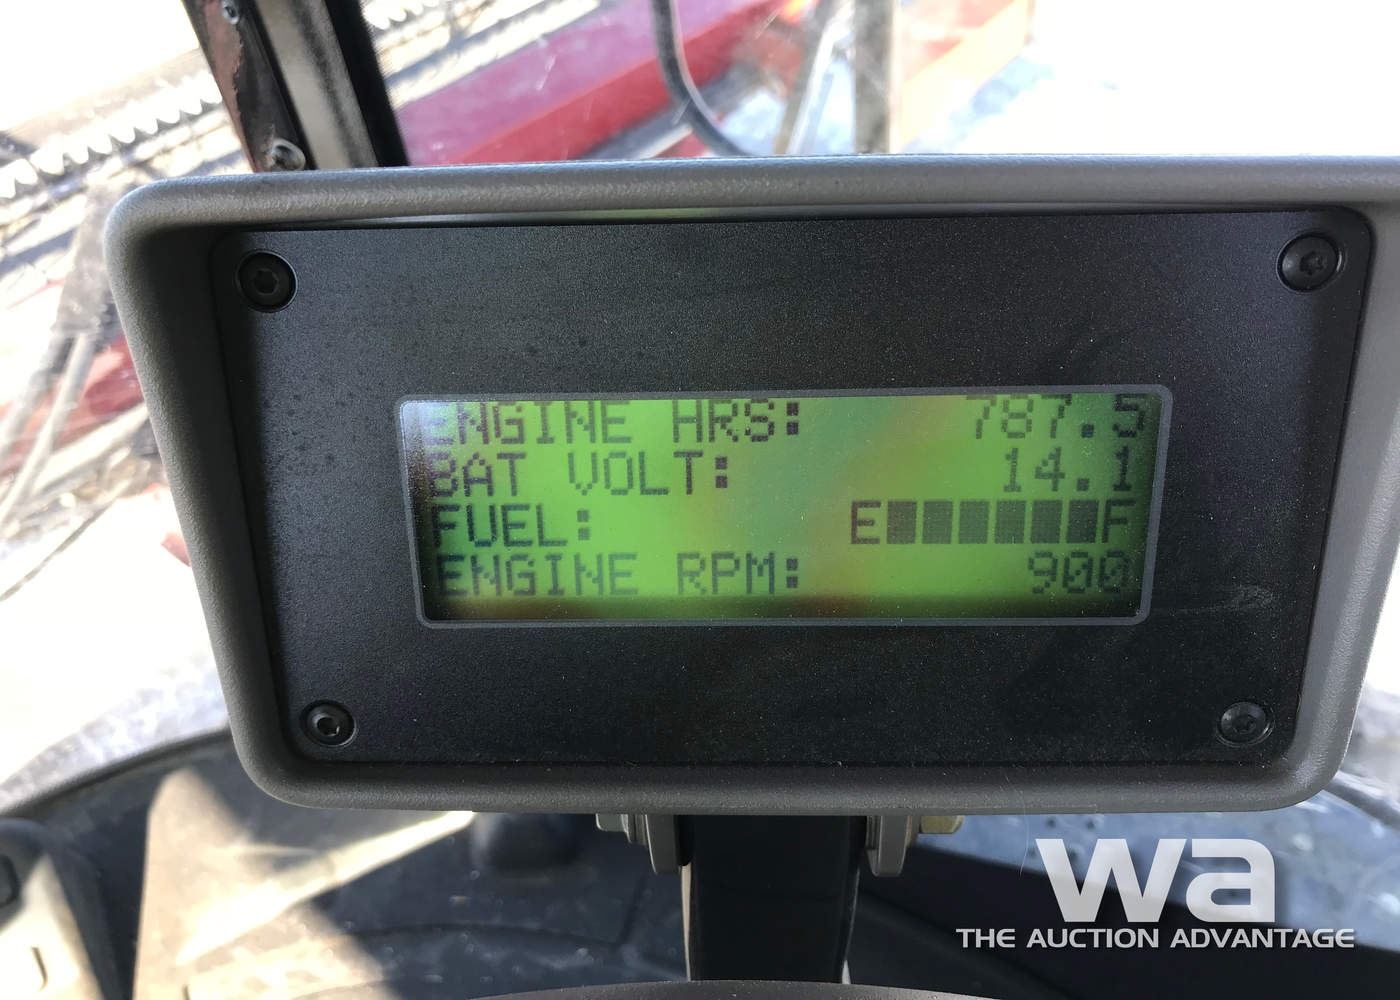 ENGINE HRS: 787.5
BAT VOLT: 14.1
FUEL: E██████F
ENGINE RPM: 900
wa
THE AUCTION ADVANTAGE